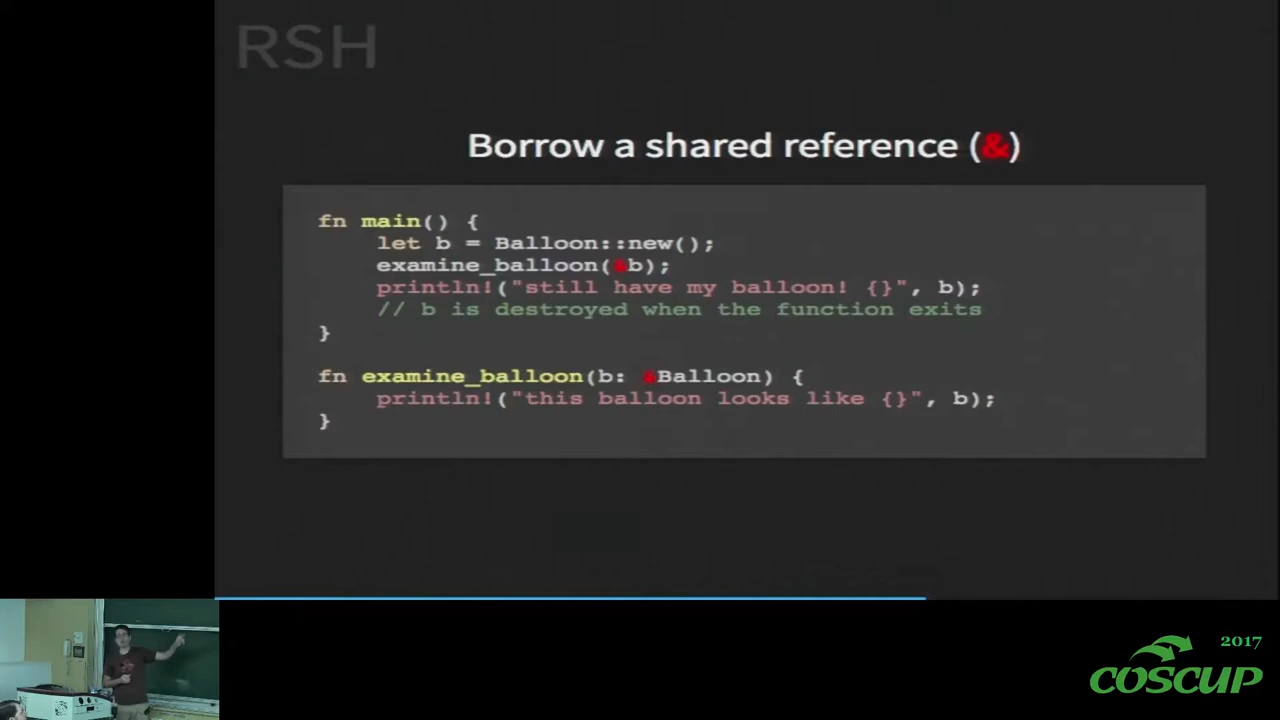 RSH
Borrow a shared reference (&)
fn main() {
    let b = Balloon::new();
    examine_balloon(&b);
    println!("still have my balloon! {}", b);
    // b is destroyed when the function exits
}
fn examine_balloon(b: &Balloon) {
    println!("this balloon looks like {}", b);
}
2017
COSCUP